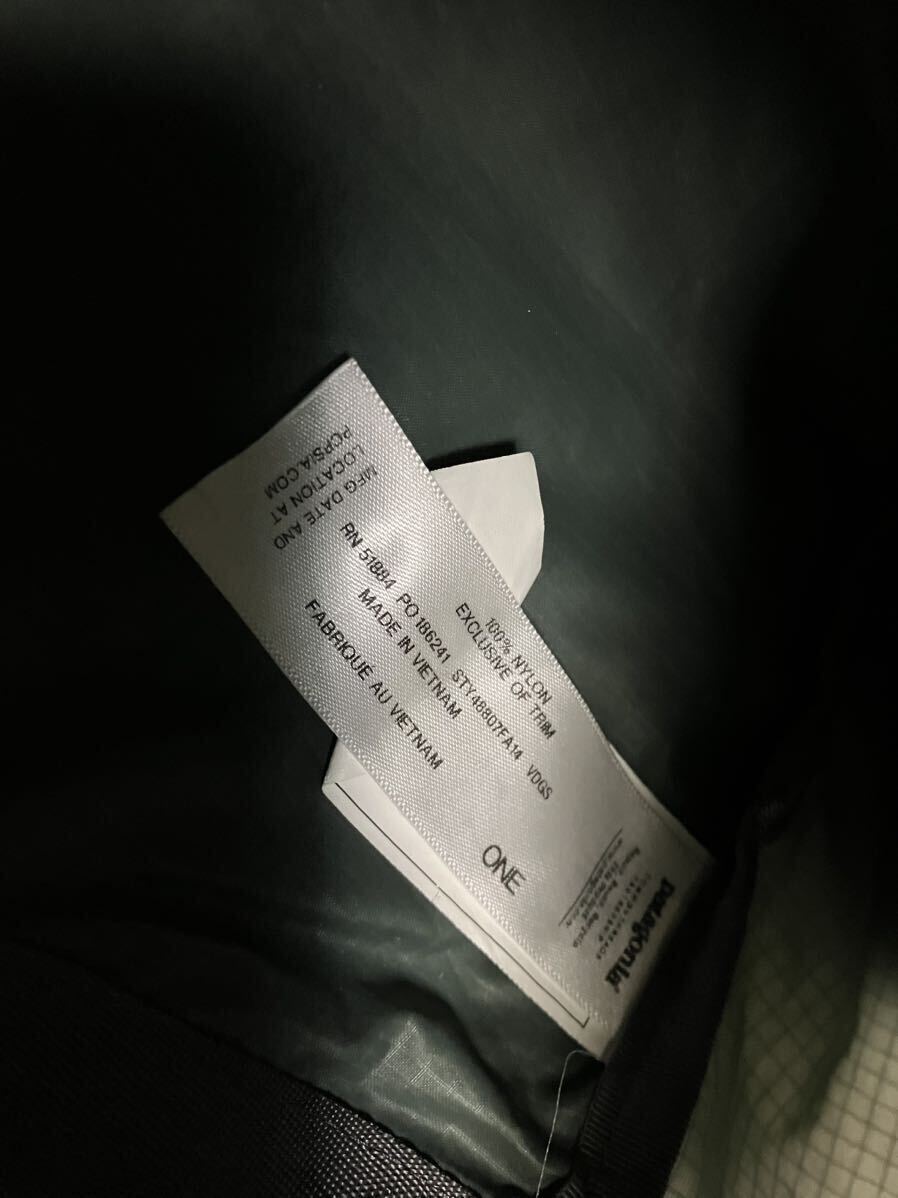 patagonia®
ONE
100% NYLON
EXCLUSIVE OF TRIM
RN 51884 PO 186241 STY48807FA14 VDGS
MADE IN VIETNAM
FABRIQUE AU VIETNAM
MFG DATE AND
LOCATION AT
PCPSIA.COM